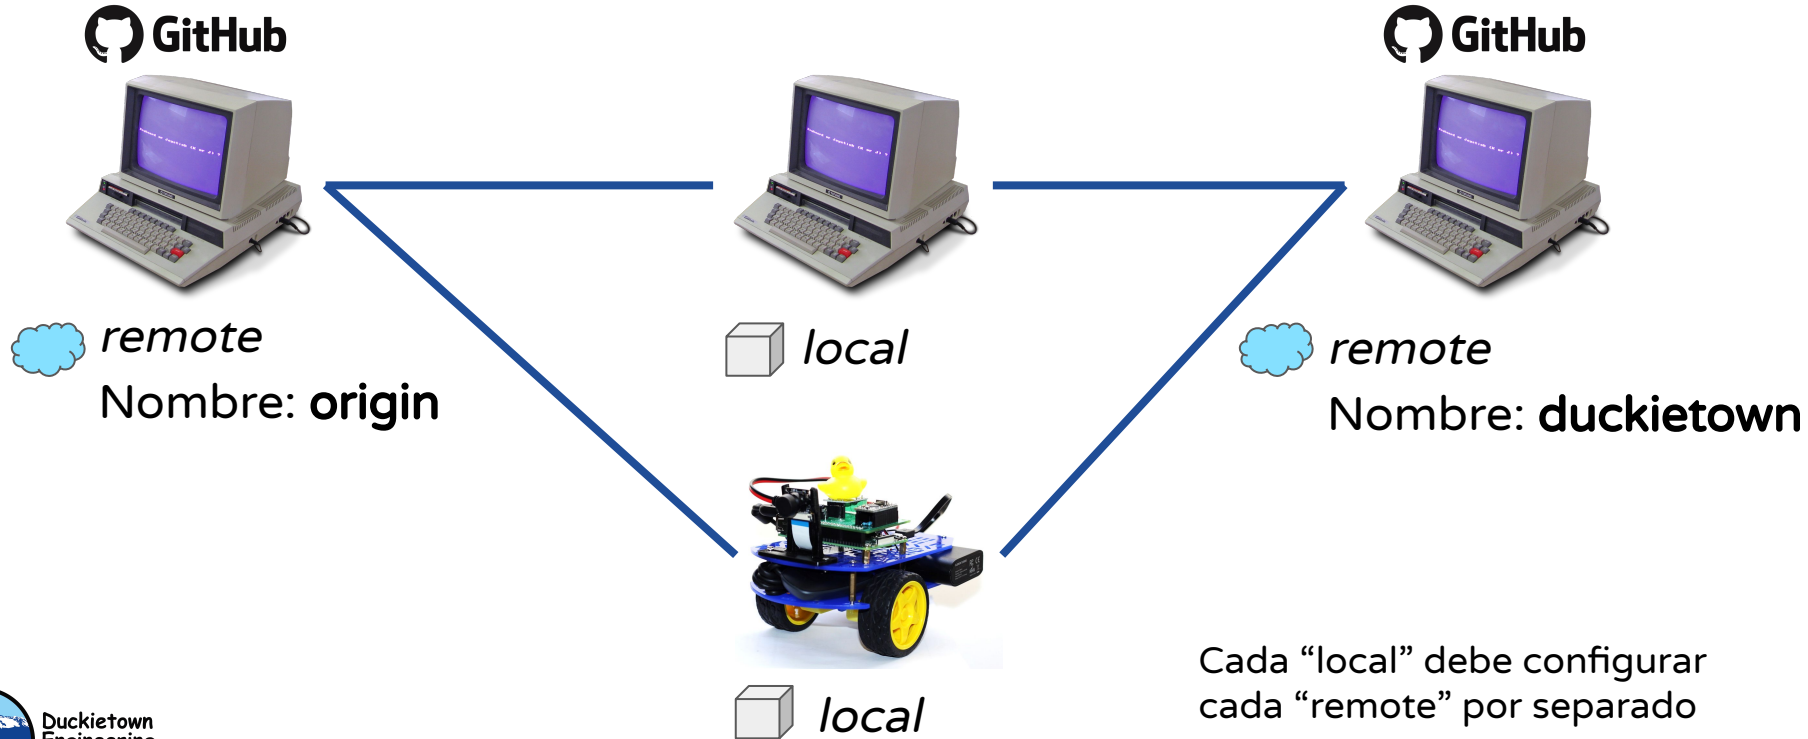 GitHub
GitHub
remote
Nombre: origin
local
remote
Nombre: duckietown
local
Cada “local” debe configurar
cada “remote” por separado
Duckietown
Engineering